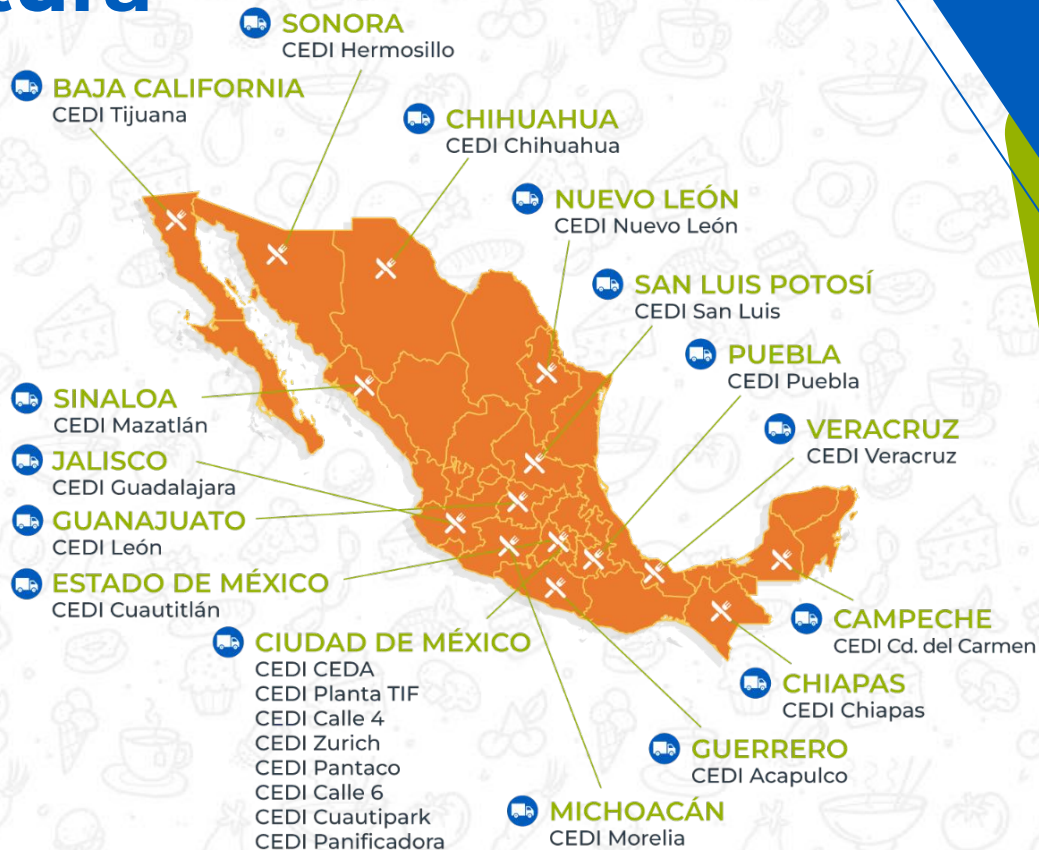 SONORA
CEDI Hermosillo
BAJA CALIFORNIA
CEDI Tijuana
CHIHUAHUA
CEDI Chihuahua
NUEVO LEÓN
CEDI Nuevo León
SAN LUIS POTOSÍ
CEDI San Luis
PUEBLA
CEDI Puebla
SINALOA
CEDI Mazatlán
VERACRUZ
CEDI Veracruz
JALISCO
CEDI Guadalajara
GUANAJUATO
CEDI León
ESTADO DE MÉXICO
CEDI Cuautitlán
CAMPECHE
CEDI Cd. del Carmen
CIUDAD DE MÉXICO
CEDI CEDA
CEDI Planta TIF
CEDI Calle 4
CEDI Zurich
CEDI Pantaco
CEDI Calle 6
CEDI Cuautipark
CEDI Panificadora
CHIAPAS
CEDI Chiapas
GUERRERO
CEDI Acapulco
MICHOACÁN
CEDI Morelia